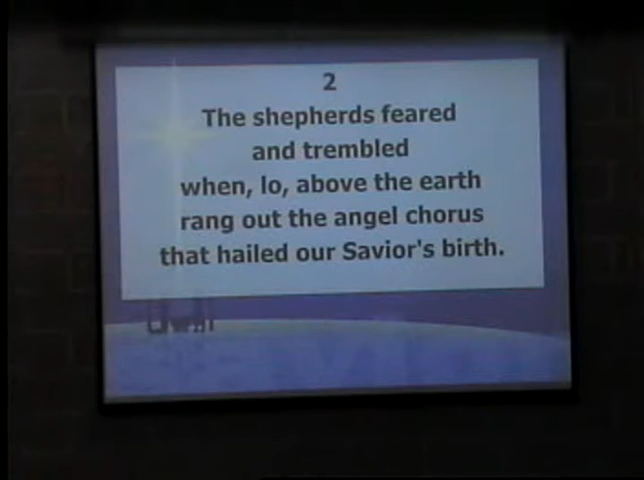 2
The shepherds feared
and trembled
when, lo, above the earth
rang out the angel chorus
that hailed our Savior's birth.